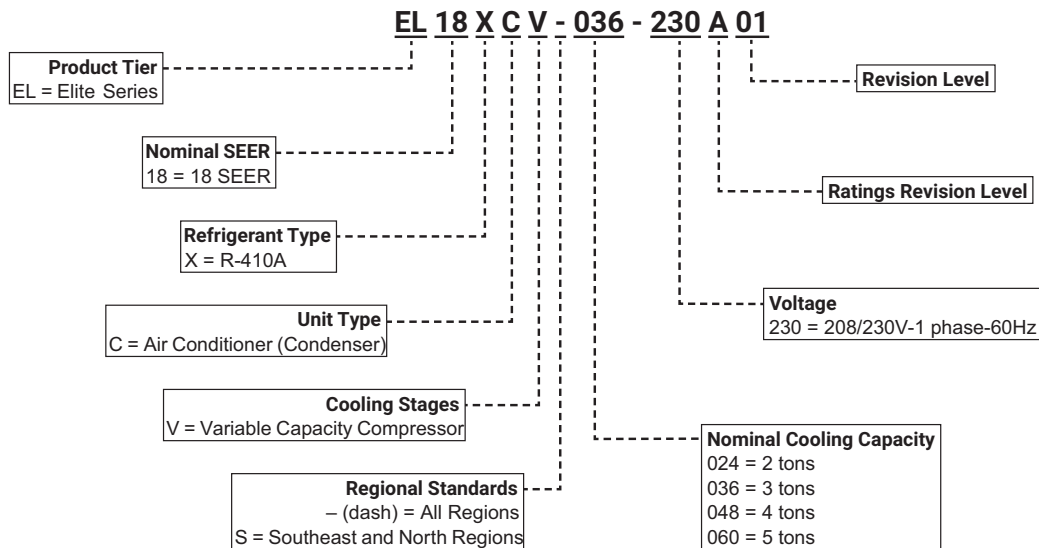 EL 18 X C V - 036 - 230 A 01
Product Tier
EL = Elite Series
Revision Level
Nominal SEER
18 = 18 SEER
Ratings Revision Level
Refrigerant Type
X = R-410A
Voltage
230 = 208/230V-1 phase-60Hz
Unit Type
C = Air Conditioner (Condenser)
Cooling Stages
V = Variable Capacity Compressor
Nominal Cooling Capacity
024 = 2 tons
036 = 3 tons
048 = 4 tons
060 = 5 tons
Regional Standards
– (dash) = All Regions
S = Southeast and North Regions